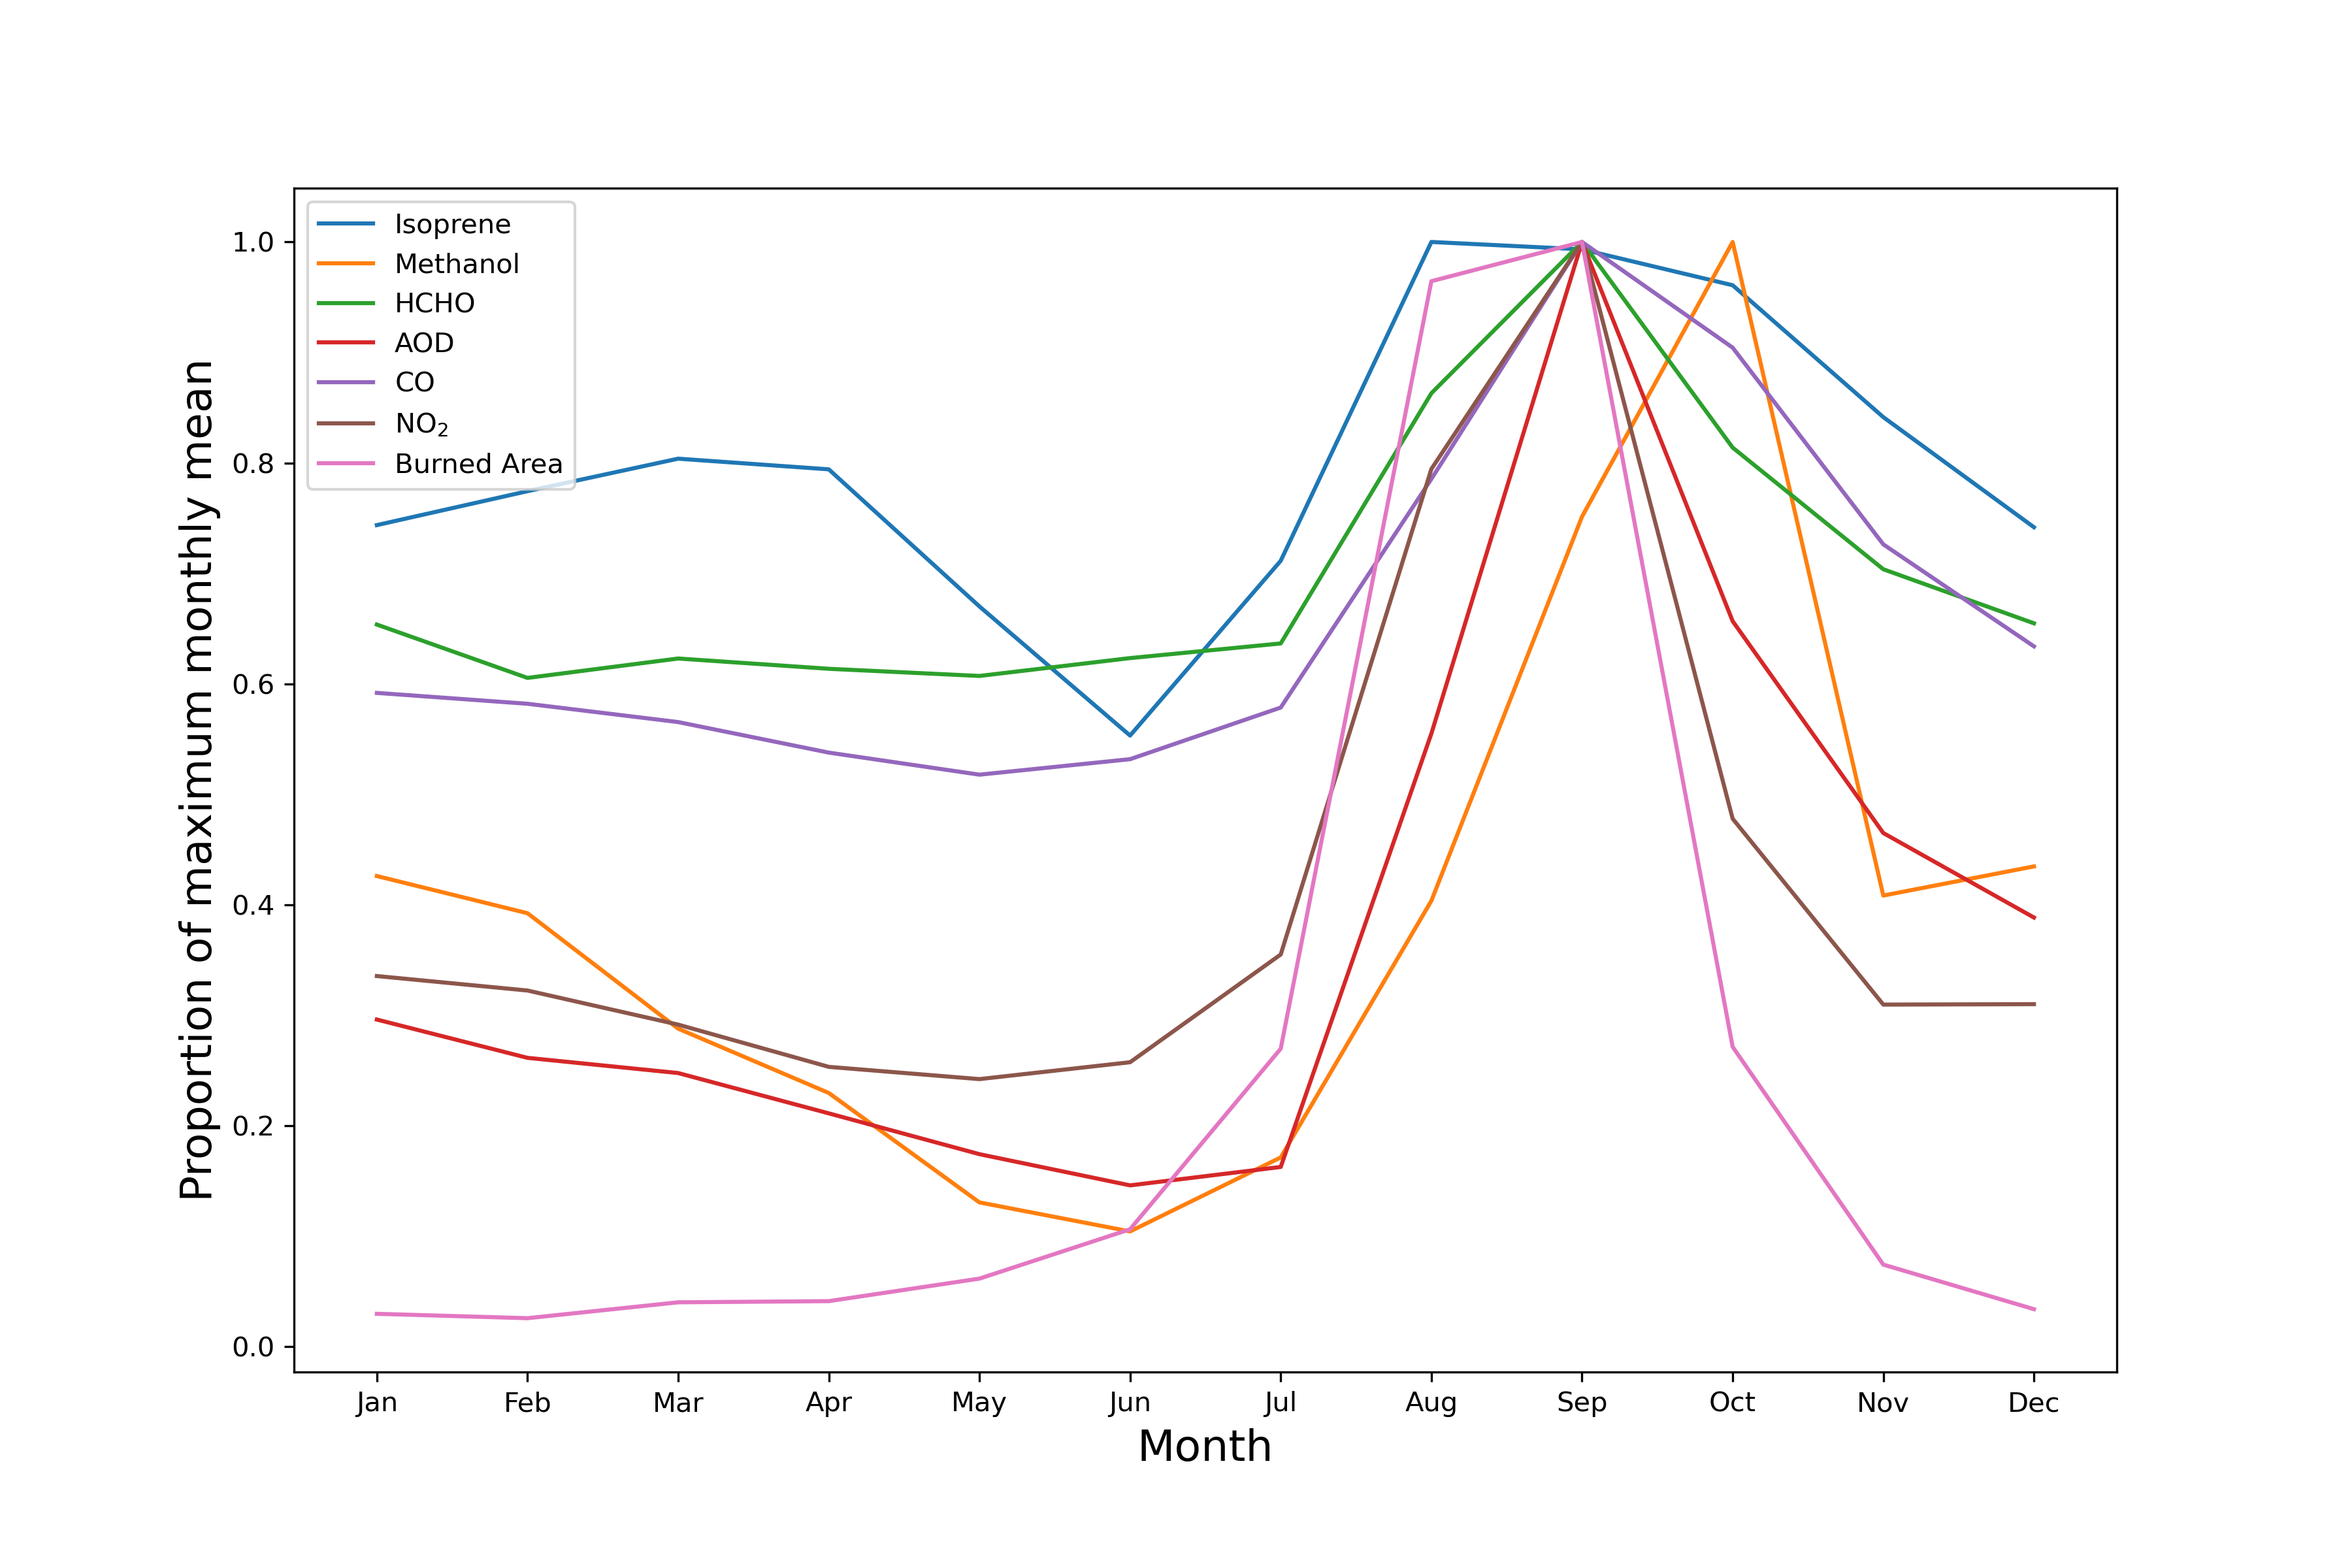 Isoprene
Methanol
HCHO
AOD
CO
NO₂
Burned Area
Proportion of maximum monthly mean
1.0
0.8
0.6
0.4
0.2
0.0
Jan Feb Mar Apr May Jun Jul Aug Sep Oct Nov Dec
Month